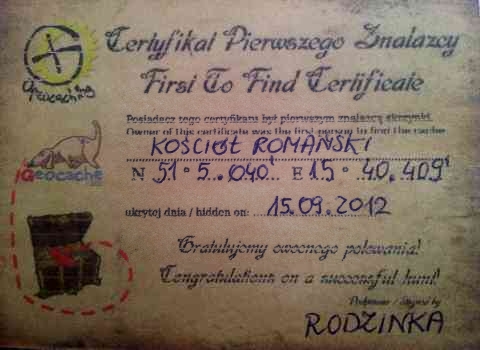 Certyfikat Pierwszego Znalazcy
First To Find Certificate
Geocaching
Posiadacz tego certyfikatu był pierwszym znalazcą skrzynki.
Owner of this certificate was the first person to find the cache
KOŚCIÓŁ ROMAŃSKI
Geocache
N 51° 5.040' E 15° 40.409'
ukrytej dnia / hidden on: 15.09.2012
Gratulujemy owocnego polowania!
Congratulations on a successful hunt!
Podpisano / Signed by
RODZINKA